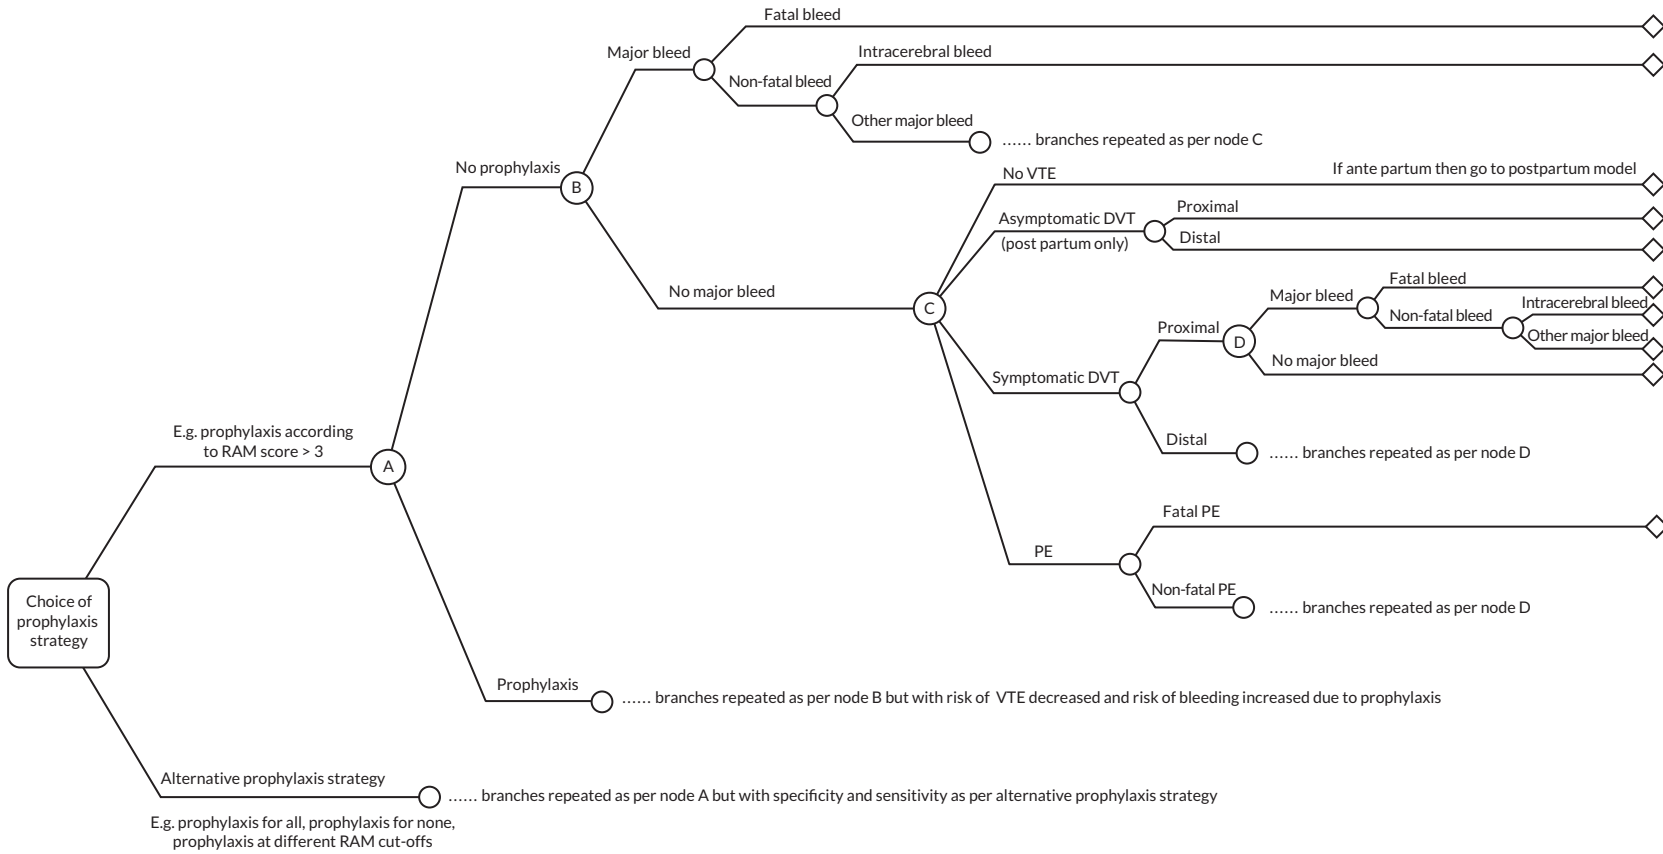 Fatal bleed
Major bleed
Intracerebral bleed
Non-fatal bleed
Other major bleed
...... branches repeated as per node C
No prophylaxis
B
No VTE
If ante partum then go to postpartum model
Asymptomatic DVT
(post partum only)
Proximal
Distal
No major bleed
C
Fatal bleed
Major bleed
Intracerebral bleed
Non-fatal bleed
Other major bleed
Proximal
D
No major bleed
Symptomatic DVT
Distal
...... branches repeated as per node D
E.g. prophylaxis according
to RAM score > 3
A
Fatal PE
PE
Non-fatal PE
...... branches repeated as per node D
Choice of
prophylaxis
strategy
Prophylaxis
...... branches repeated as per node B but with risk of VTE decreased and risk of bleeding increased due to prophylaxis
Alternative prophylaxis strategy
...... branches repeated as per node A but with specificity and sensitivity as per alternative prophylaxis strategy
E.g. prophylaxis for all, prophylaxis for none,
prophylaxis at different RAM cut-offs